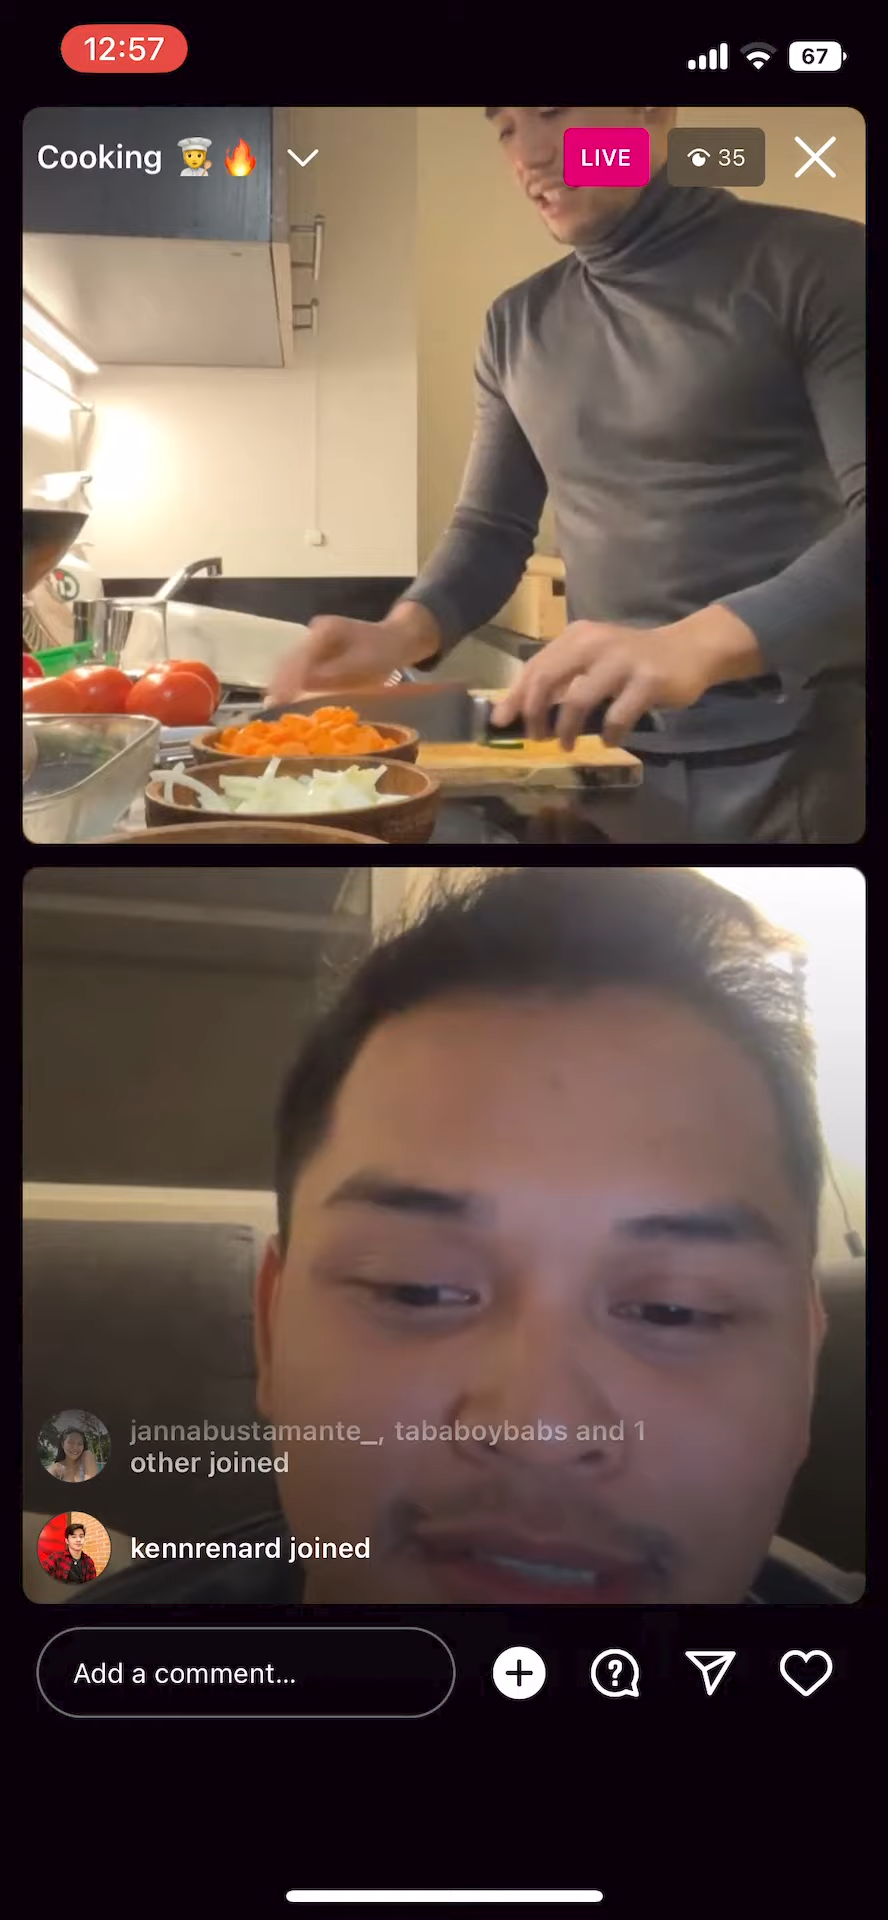 12:57
67
Cooking 🧑‍🍳🔥
LIVE
35
jannabustamante_, tababoybabs and 1
other joined
kennrenard joined
Add a comment...